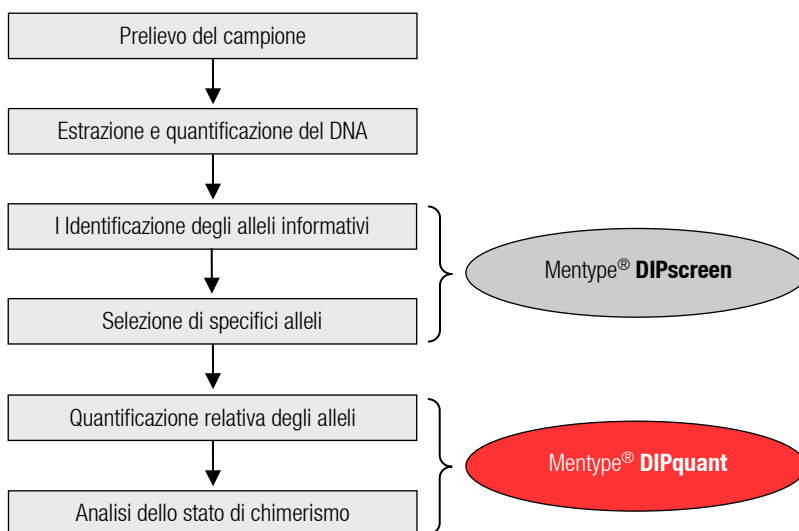 Prelievo del campione
Estrazione e quantificazione del DNA
I Identificazione degli alleli informativi
Mentype® DIPscreen
Selezione di specifici alleli
Quantificazione relativa degli alleli
Mentype® DIPquant
Analisi dello stato di chimerismo